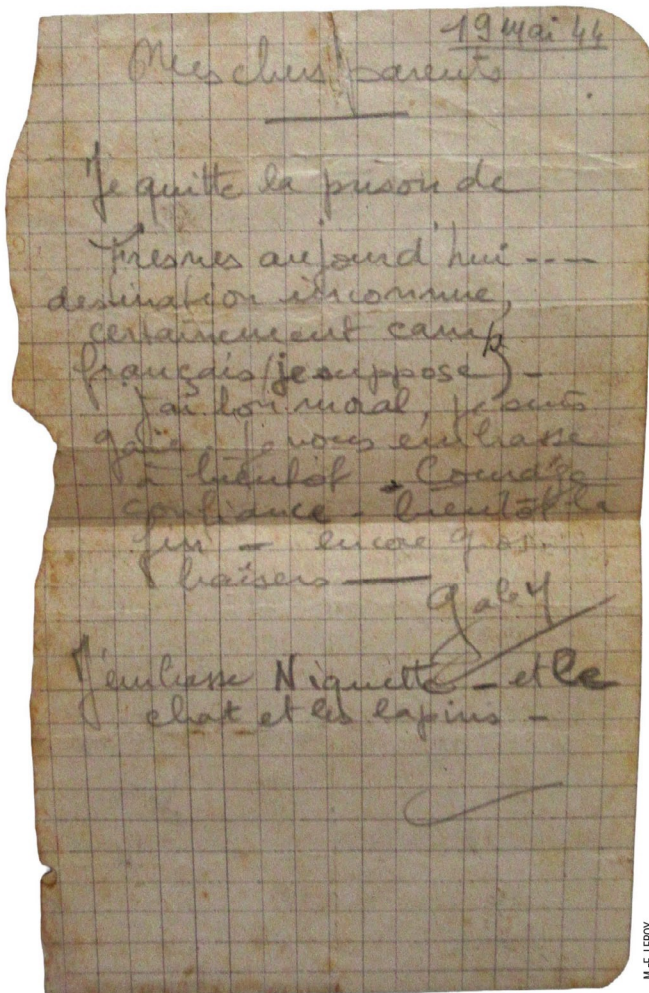 19 mai 44
Mes chers parents
Je quitte la prison de
Fresnes aujourd'hui ----
destination inconnue,
certainement camp
français (je suppose) -
j'ai bon moral, je suis
gaie. Je vous embrasse
à bientôt. Courage
confiance - bientôt la
fin - encore gros
baisers —
Gaby
J'embrasse Niquette - et le
chat et les lapins -
M.-E. LEROY